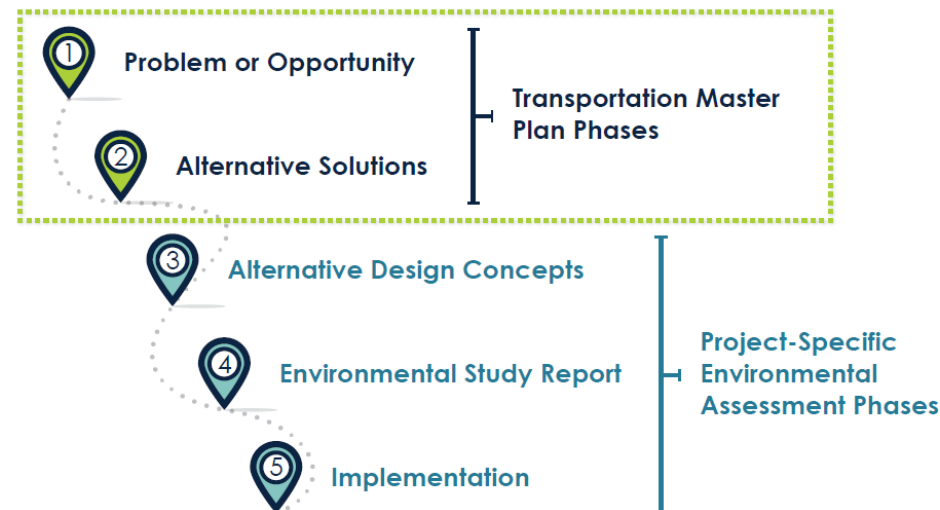 1
Problem or Opportunity
2
Alternative Solutions
Transportation Master
Plan Phases
3
Alternative Design Concepts
4
Environmental Study Report
5
Implementation
Project-Specific
Environmental
Assessment Phases